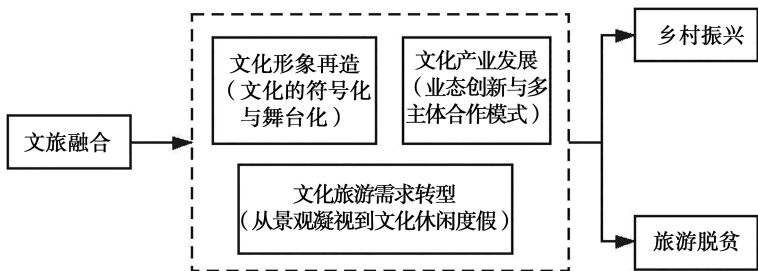 文旅融合
文化形象再造
（文化的符号化
与舞台化）
文化产业发展
（业态创新与多
主体合作模式）
文化旅游需求转型
（从景观凝视到文化休闲度假）
乡村振兴
旅游脱贫